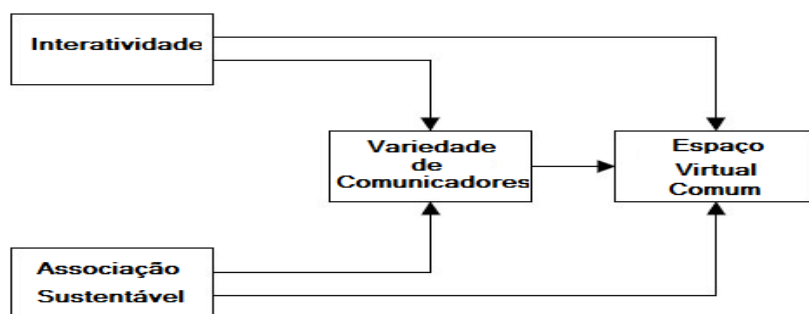 Interatividade
Variedade
de
Comunicadores
Espaço
Virtual
Comum
Associação
Sustentável